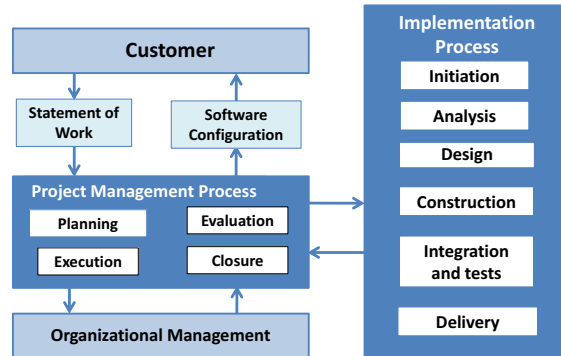 Customer
Statement of
Work
Software
Configuration
Project Management Process
Planning
Evaluation
Execution
Closure
Organizational Management
Implementation
Process
Initiation
Analysis
Design
Construction
Integration
and tests
Delivery